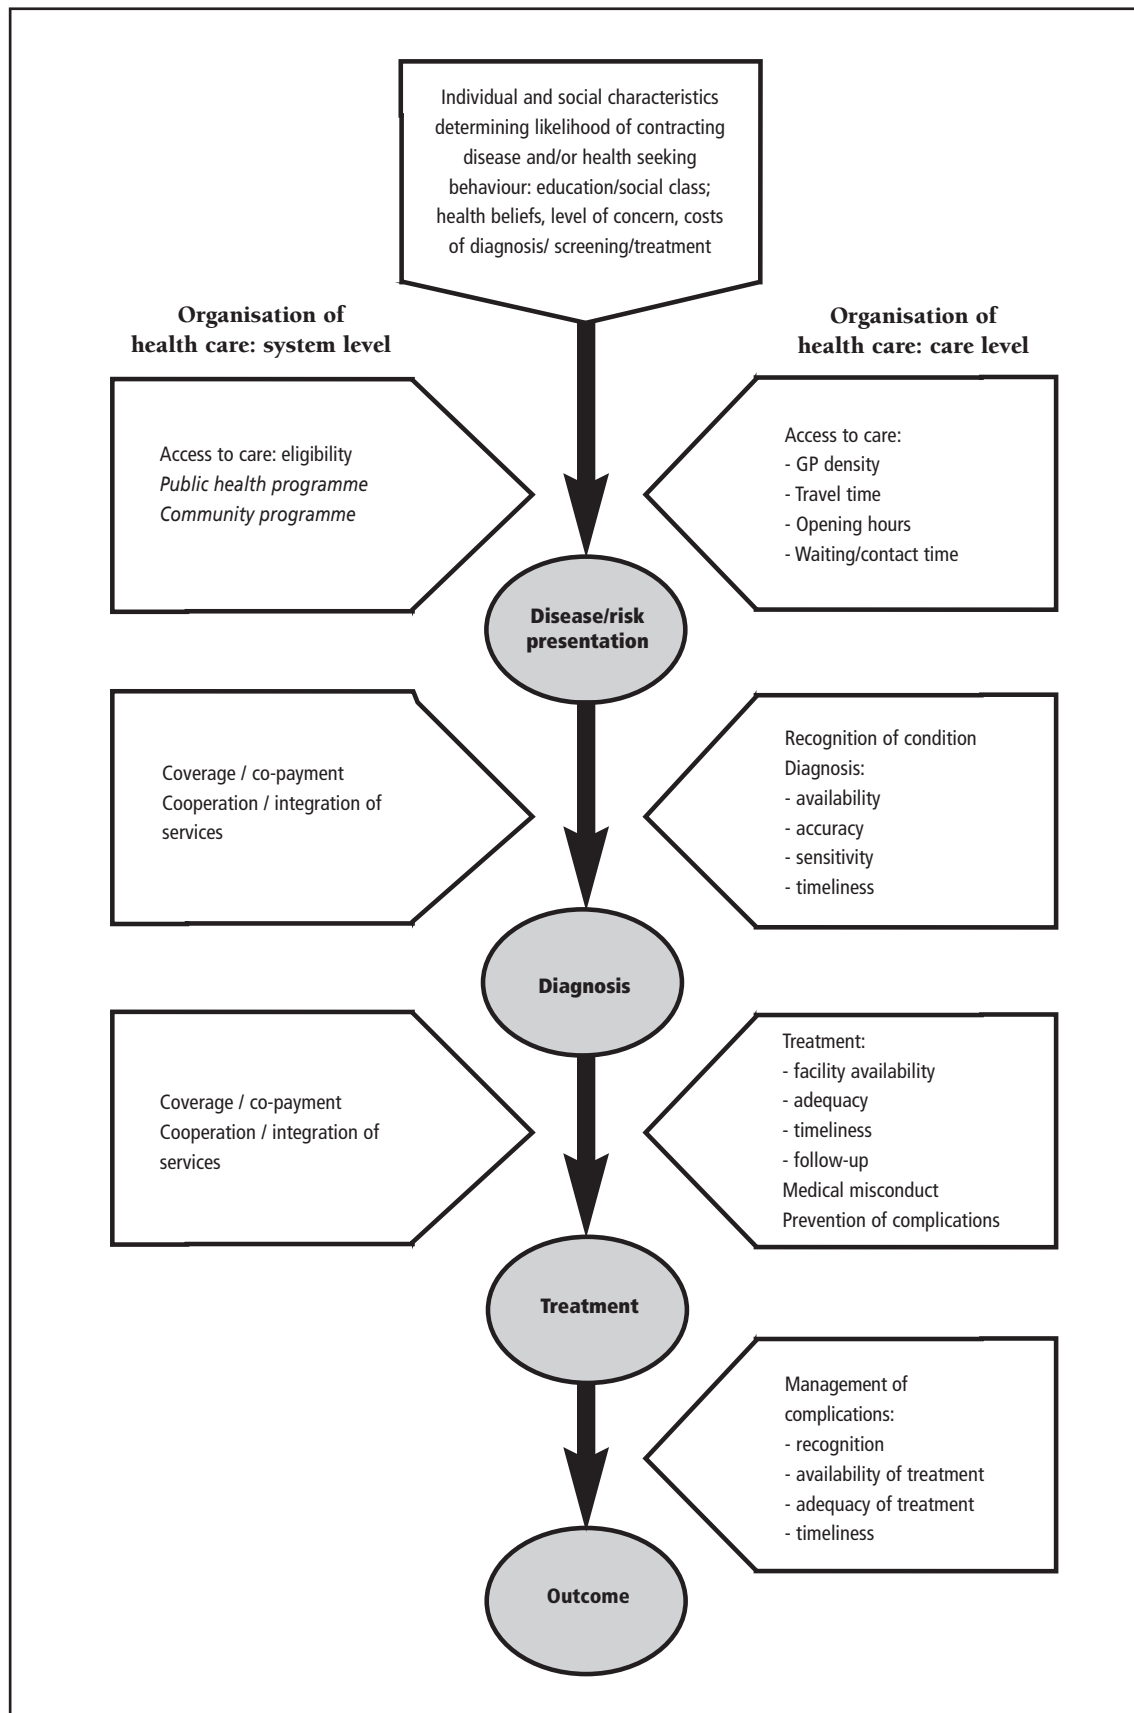 Individual and social characteristics
determining likelihood of contracting
disease and/or health seeking
behaviour: education/social class;
health beliefs, level of concern, costs
of diagnosis/ screening/treatment
Organisation of
health care: system level
Organisation of
health care: care level
Access to care: eligibility
Public health programme
Community programme
Access to care:
- GP density
- Travel time
- Opening hours
- Waiting/contact time
Disease/risk
presentation
Coverage / co-payment
Cooperation / integration of
services
Recognition of condition
Diagnosis:
- availability
- accuracy
- sensitivity
- timeliness
Diagnosis
Coverage / co-payment
Cooperation / integration of
services
Treatment:
- facility availability
- adequacy
- timeliness
- follow-up
Medical misconduct
Prevention of complications
Treatment
Management of
complications:
- recognition
- availability of treatment
- adequacy of treatment
- timeliness
Outcome